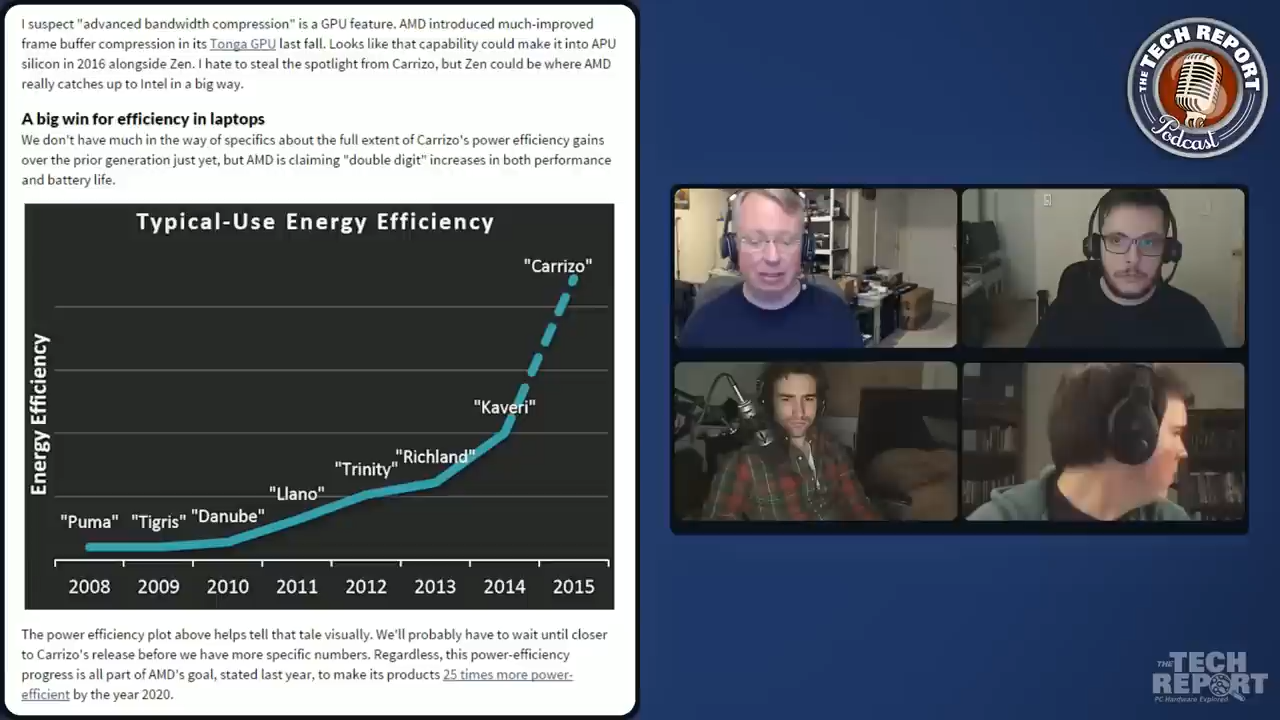 I suspect "advanced bandwidth compression" is a GPU feature. AMD introduced much-improved
frame buffer compression in its Tonga GPU last fall. Looks like that capability could make it into APU
silicon in 2016 alongside Zen. I hate to steal the spotlight from Carrizo, but Zen could be where AMD
really catches up to Intel in a big way.
A big win for efficiency in laptops
We don't have much in the way of specifics about the full extent of Carrizo's power efficiency gains
over the prior generation just yet, but AMD is claiming "double digit" increases in both performance
and battery life.
Typical-Use Energy Efficiency
Energy Efficiency
"Carrizo"
"Kaveri"
"Richland"
"Trinity"
"Llano"
"Puma" "Tigris" "Danube"
2008 2009 2010 2011 2012 2013 2014 2015
The power efficiency plot above helps tell that tale visually. We'll probably have to wait until closer
to Carrizo's release before we have more specific numbers. Regardless, this power-efficiency
progress is all part of AMD's goal, stated last year, to make its products 25 times more power-
efficient by the year 2020.
THE TECH REPORT
Podcast
THE TECH
REPORT
PC Hardware Explored